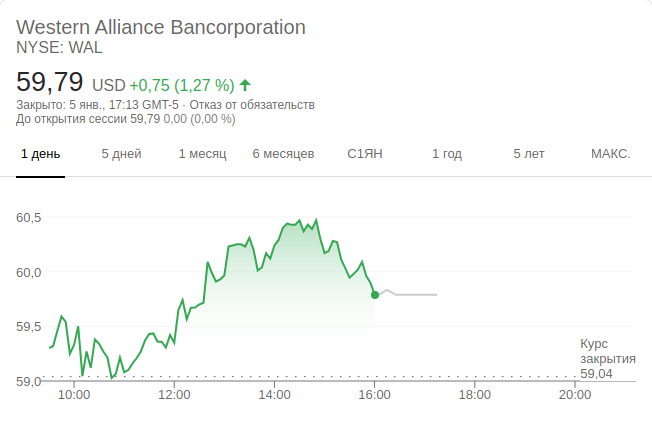 Western Alliance Bancorporation
NYSE: WAL
59,79 USD +0,75 (1,27 %)
Закрыто: 5 янв., 17:13 GMT-5 · Отказ от обязательств
До открытия сессии 59,79 0,00 (0,00 %)
1 день 5 дней 1 месяц 6 месяцев С1ЯН 1 год 5 лет МАКС.
60,5
60,0
59,5
Курс
закрытия
59,04
59,0
10:00 12:00 14:00 16:00 18:00 20:00